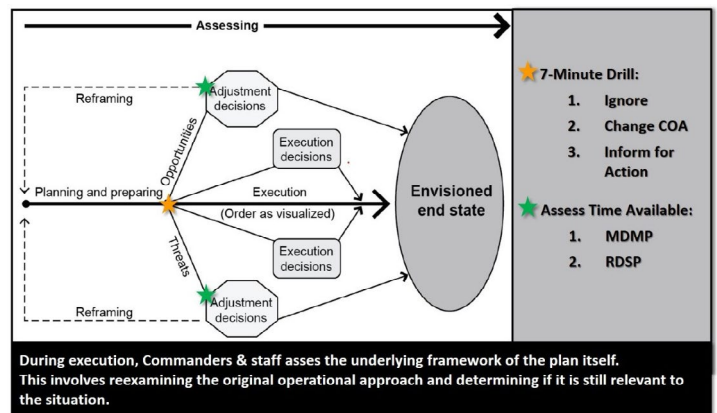 Assessing
Reframing
Adjustment
decisions
Opportunities
Execution
decisions
Planning and preparing
Execution
(Order as visualized)
Envisioned
end state
Threats
Execution
decisions
Reframing
Adjustment
decisions
7-Minute Drill:
1. Ignore
2. Change COA
3. Inform for
Action
Assess Time Available:
1. MDMP
2. RDSP
During execution, Commanders & staff asses the underlying framework of the plan itself.
This involves reexamining the original operational approach and determining if it is still relevant to
the situation.